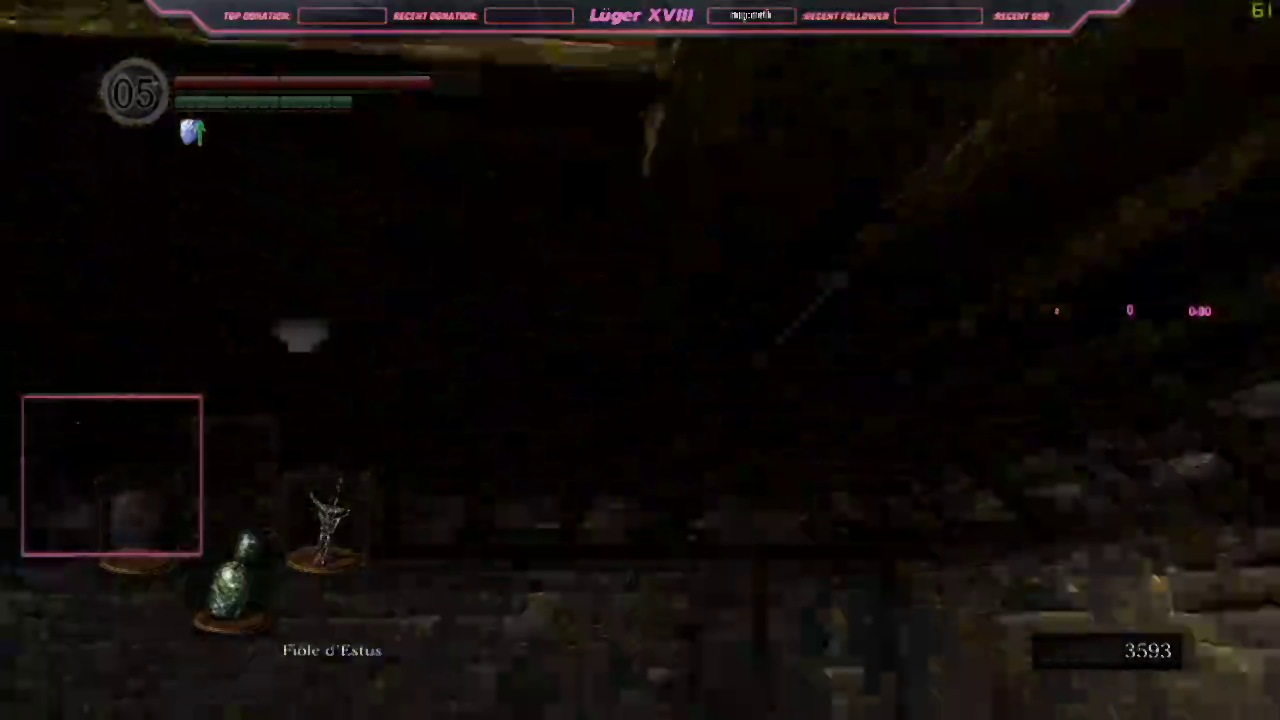 TOP DONATION:
RECENT DONATION:
Lüger XVIII
RECENT FOLLOWER
RECENT SUB
61
05
0
0-00
Fiole d'Estus
3593